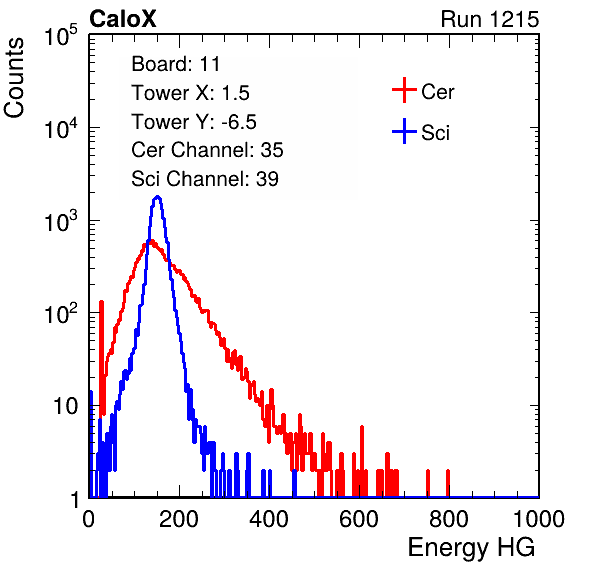 CaloX Run 1215
Counts
10^5
10^4
10^3
10^2
10
1
Board: 11
Tower X: 1.5
Tower Y: -6.5
Cer Channel: 35
Sci Channel: 39
Cer
Sci
0 200 400 600 800 1000
Energy HG